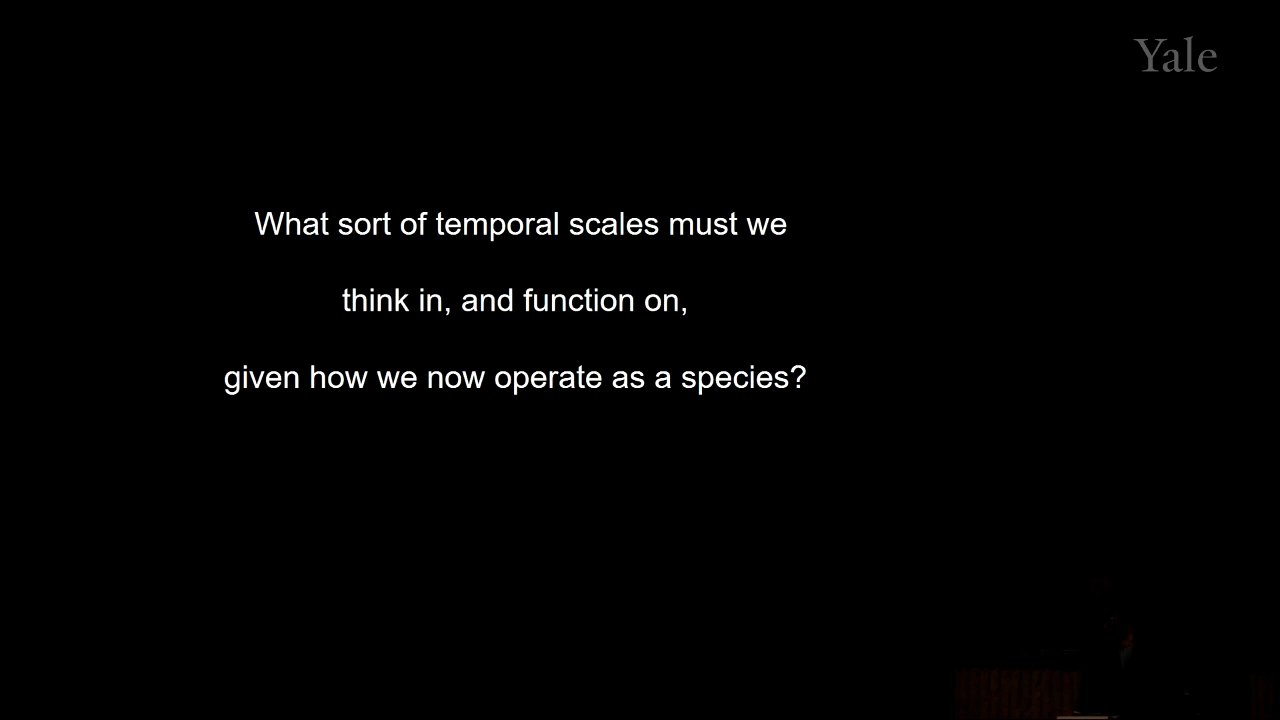 Yale
What sort of temporal scales must we
think in, and function on,
given how we now operate as a species?